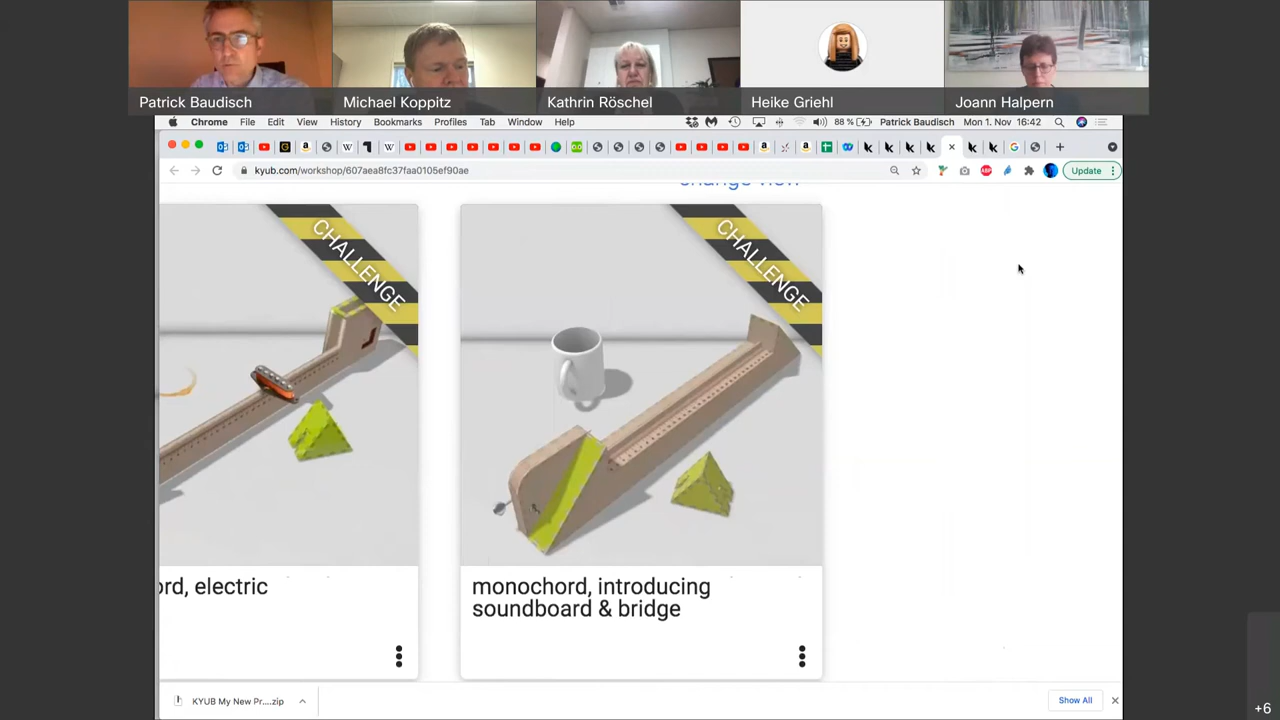 Patrick Baudisch
Michael Koppitz
Kathrin Röschel
Heike Griehl
Joann Halpern
Chrome File Edit View History Bookmarks Profiles Tab Window Help
88 % Patrick Baudisch Mon 1. Nov 16:42
kyub.com/workshop/607aea8fc37faa0105ef90ae
Update
change view
CHALLENGE
CHALLENGE
rd, electric
monochord, introducing
soundboard & bridge
KYUB My New Pr....zip
Show All
+6